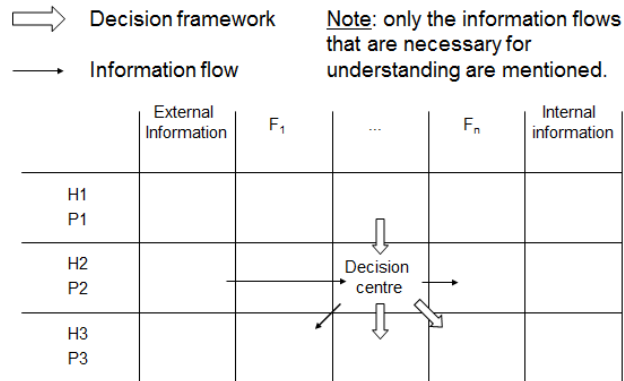 Decision framework
Note: only the information flows
that are necessary for
understanding are mentioned.
Information flow
External
Information
F1
...
Fn
Internal
information
H1
P1
H2
P2
Decision
centre
H3
P3